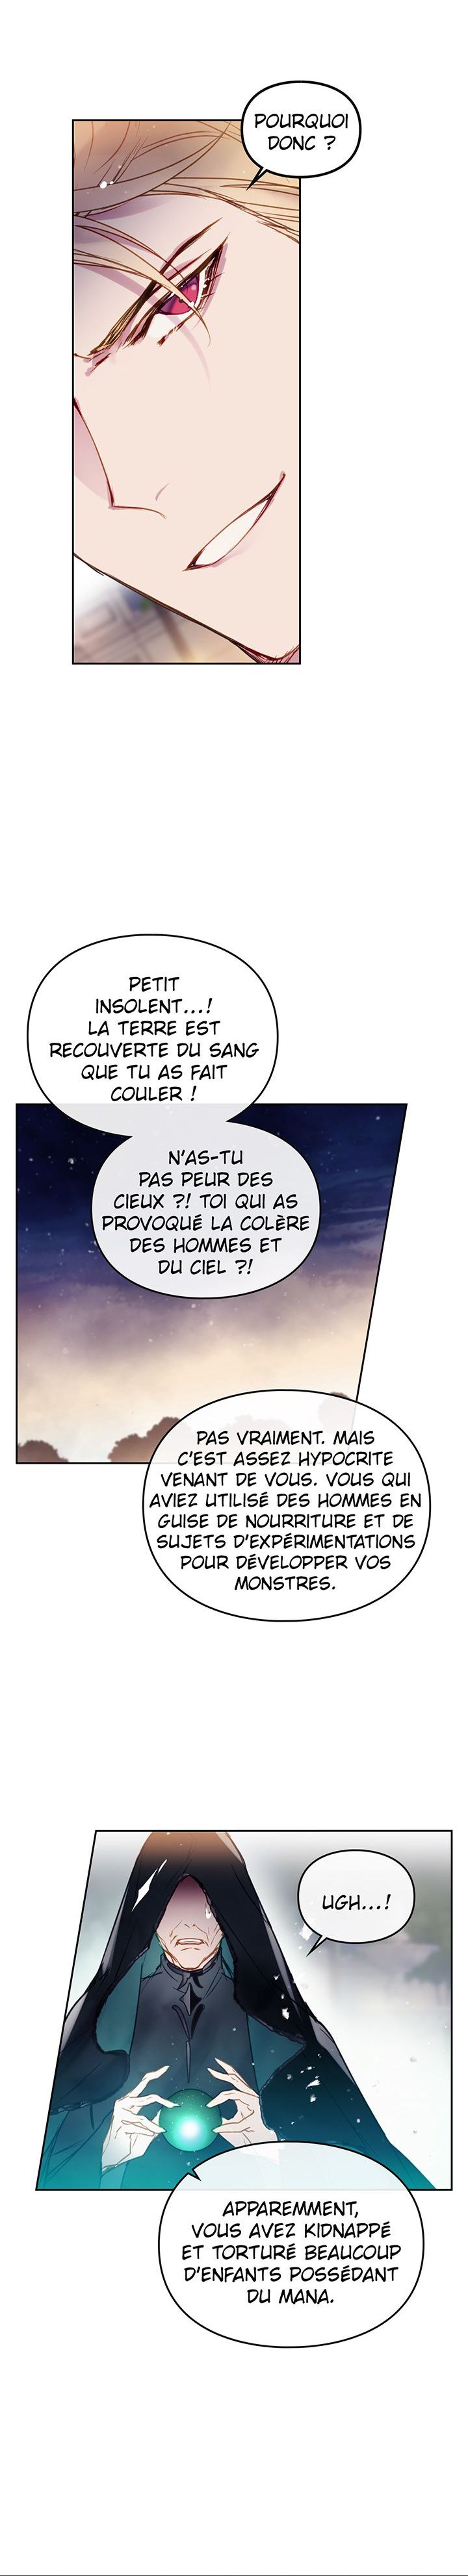 POURQUOI
DONC ?
PETIT
INSOLENT...!
LA TERRE EST
RECOUVERTE DU SANG
QUE TU AS FAIT
COULER !
N'AS-TU
PAS PEUR DES
CIEUX ?! TOI QUI AS
PROVOQUÉ LA COLÈRE
DES HOMMES ET
DU CIEL ?!
PAS VRAIMENT. MAIS
C'EST ASSEZ HYPOCRITE
VENANT DE VOUS. VOUS QUI
AVIEZ UTILISÉ DES HOMMES EN
GUISE DE NOURRITURE ET DE
SUJETS D'EXPÉRIMENTATIONS
POUR DÉVELOPPER VOS
MONSTRES.
UGH...!
APPAREMMENT,
VOUS AVEZ KIDNAPPÉ
ET TORTURÉ BEAUCOUP
D'ENFANTS POSSÉDANT
DU MANA.